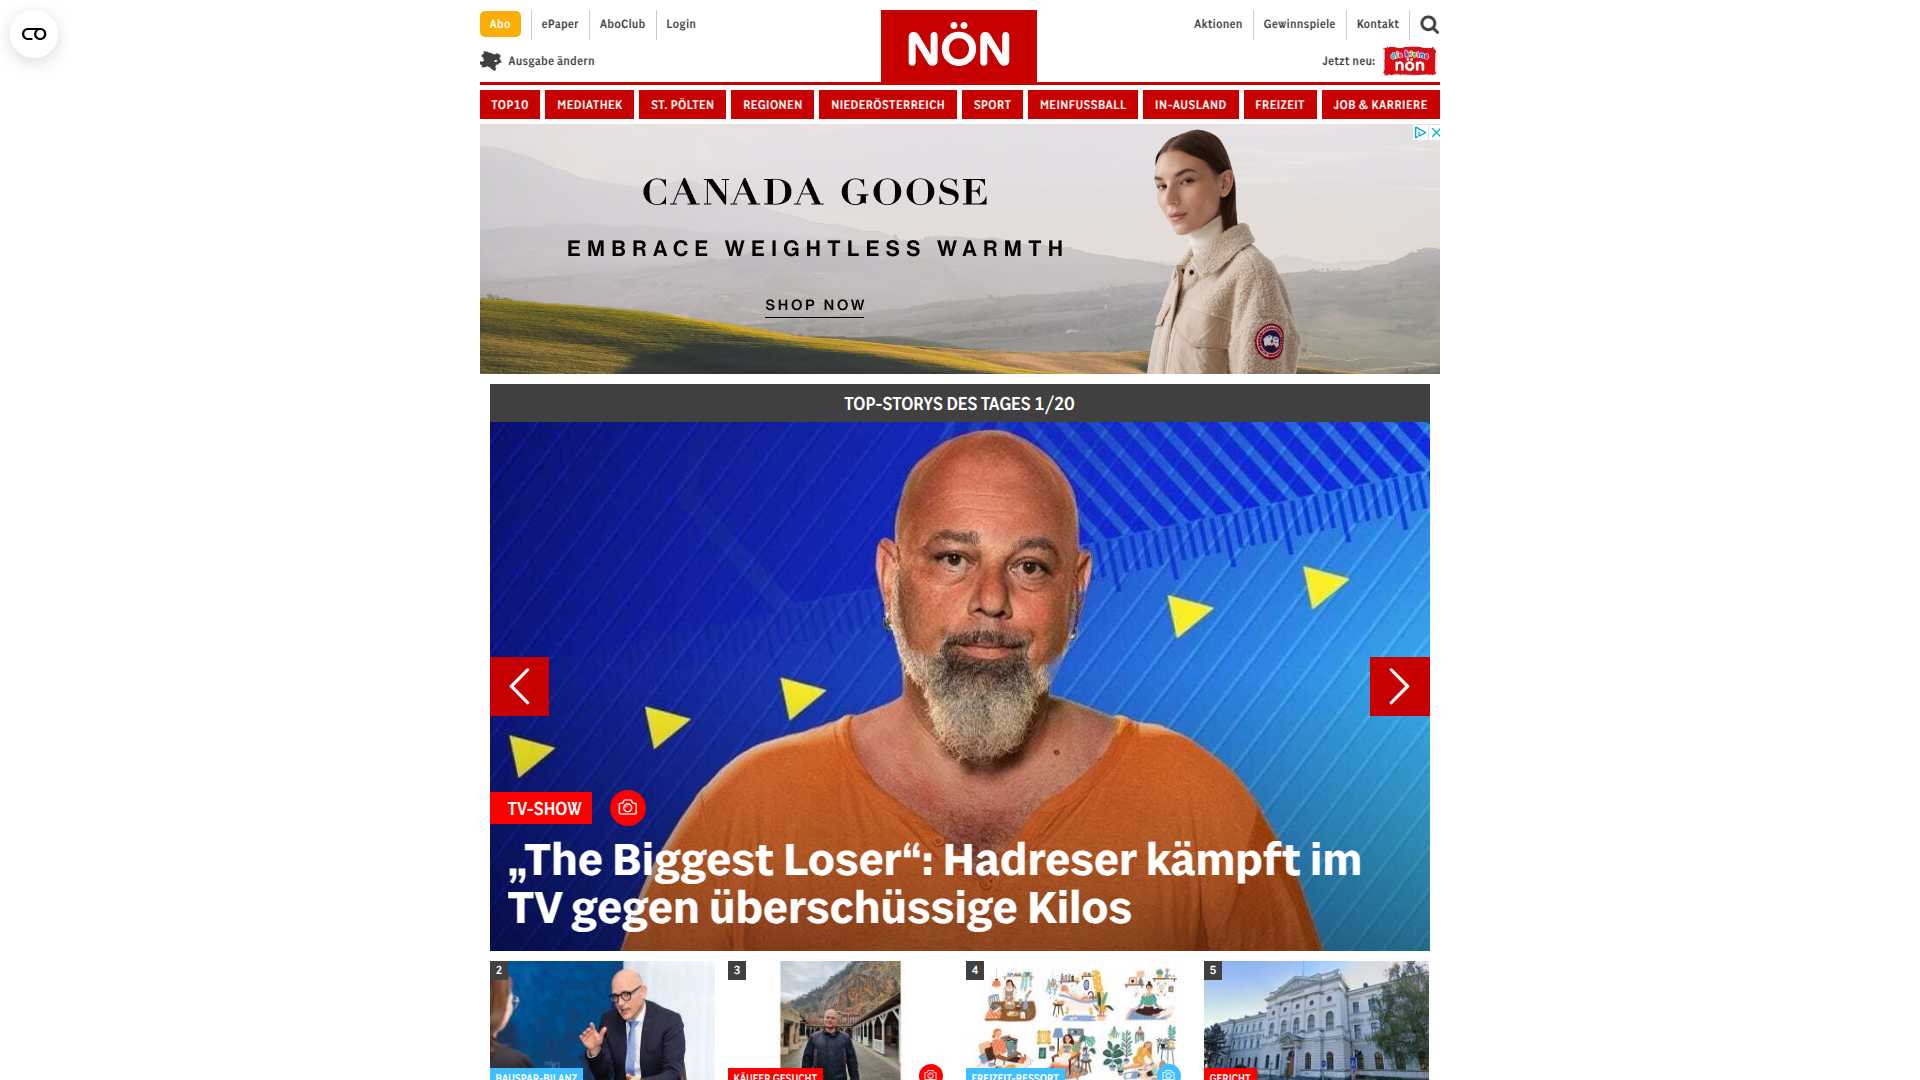 Abo
ePaper
AboClub
Login
NÖN
Aktionen
Gewinnspiele
Kontakt
Ausgabe ändern
Jetzt neu:
die kleine
nön
TOP10
MEDIATHEK
ST. PÖLTEN
REGIONEN
NIEDERÖSTERREICH
SPORT
MEINFUSSBALL
IN-AUSLAND
FREIZEIT
JOB & KARRIERE
CANADA GOOSE
EMBRACE WEIGHTLESS WARMTH
SHOP NOW
TOP-STORYS DES TAGES 1/20
TV-SHOW
„The Biggest Loser“: Hadreser kämpft im
TV gegen überschüssige Kilos
2
3
4
5
BAUSPAR-BILANZ
KÄUFER GESUCHT
FREIZEIT-RESSORT
GERICHT